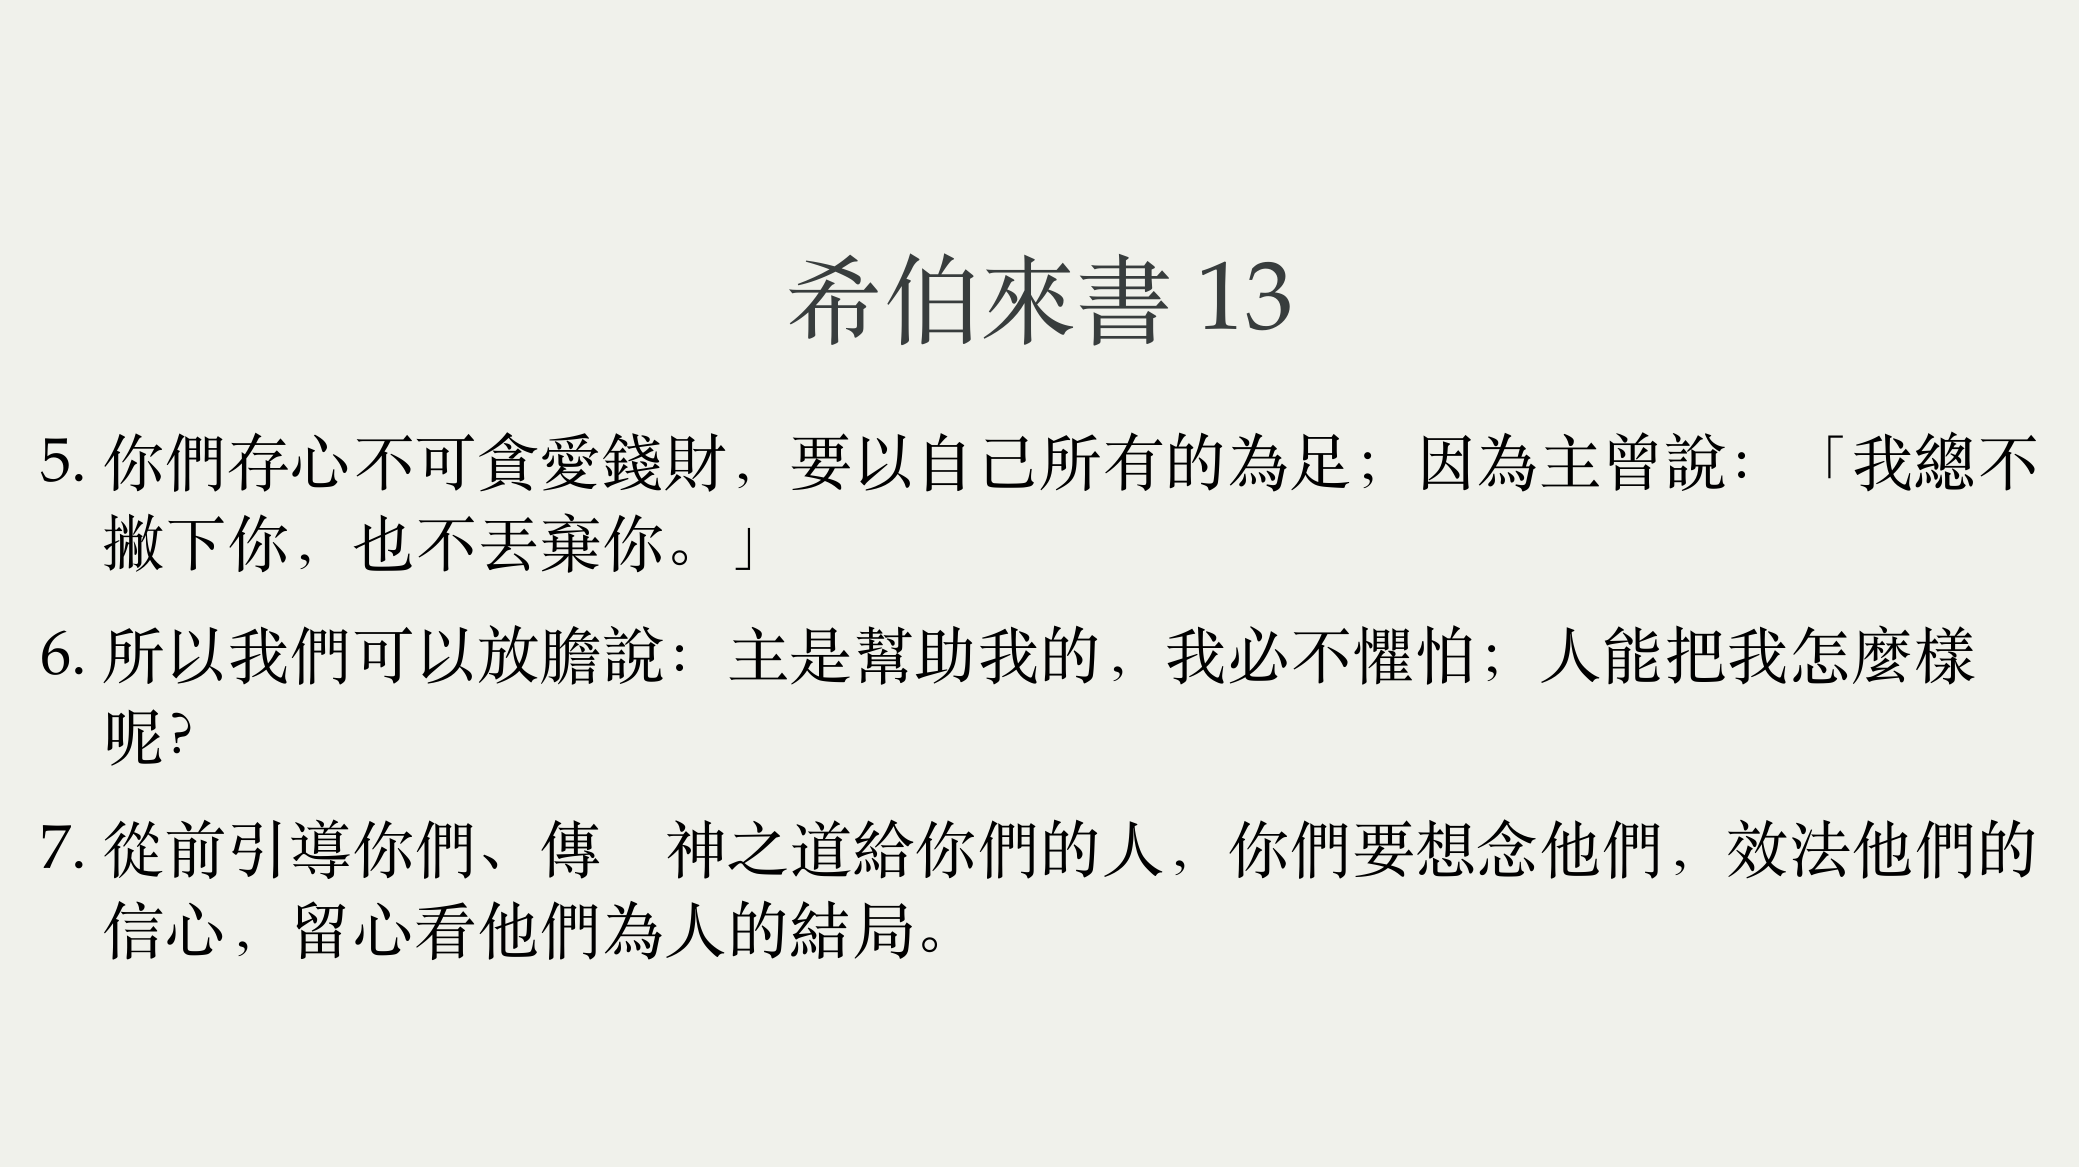 希伯來書 13
5. 你們存心不可貪愛錢財，要以自己所有的為足；因為主曾說：「我總不
撇下你，也不丟棄你。」
6. 所以我們可以放膽說：主是幫助我的，我必不懼怕；人能把我怎麼樣
呢?
7. 從前引導你們、傳　神之道給你們的人，你們要想念他們，效法他們的
信心，留心看他們為人的結局。